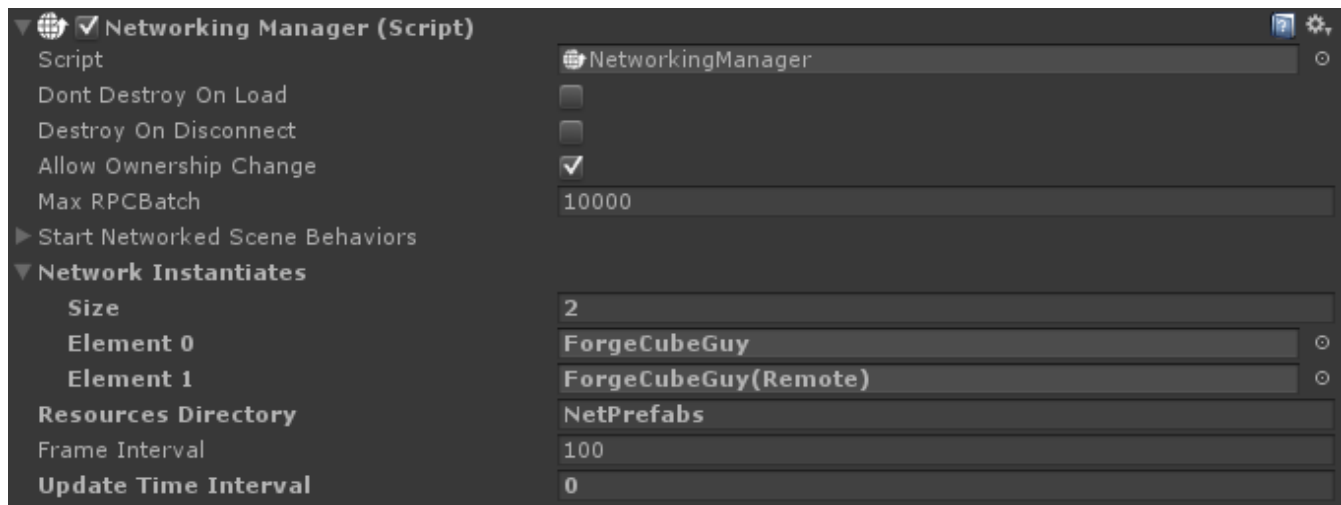 Networking Manager (Script)
Script NetworkingManager
Dont Destroy On Load
Destroy On Disconnect
Allow Ownership Change
Max RPCBatch 10000
Start Networked Scene Behaviors
Network Instantiates
Size 2
Element 0 ForgeCubeGuy
Element 1 ForgeCubeGuy(Remote)
Resources Directory NetPrefabs
Frame Interval 100
Update Time Interval 0